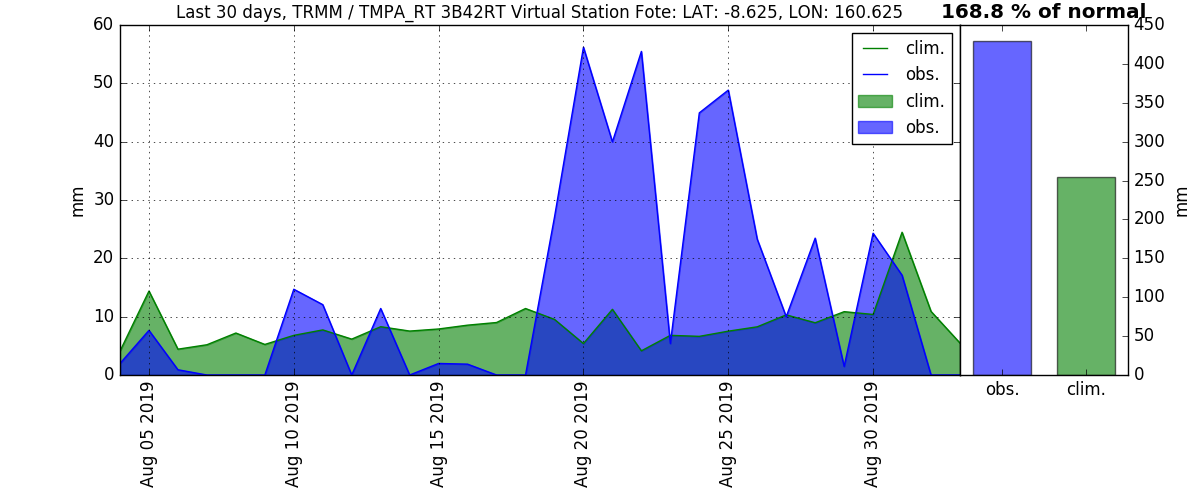 Last 30 days, TRMM / TMPA_RT 3B42RT Virtual Station Fote: LAT: -8.625, LON: 160.625
168.8 % of normal
60
50
40
30
20
10
0
mm
clim.
obs.
clim.
obs.
Aug 05 2019
Aug 10 2019
Aug 15 2019
Aug 20 2019
Aug 25 2019
Aug 30 2019
450
400
350
300
250
200
150
100
50
0
mm
obs.
clim.